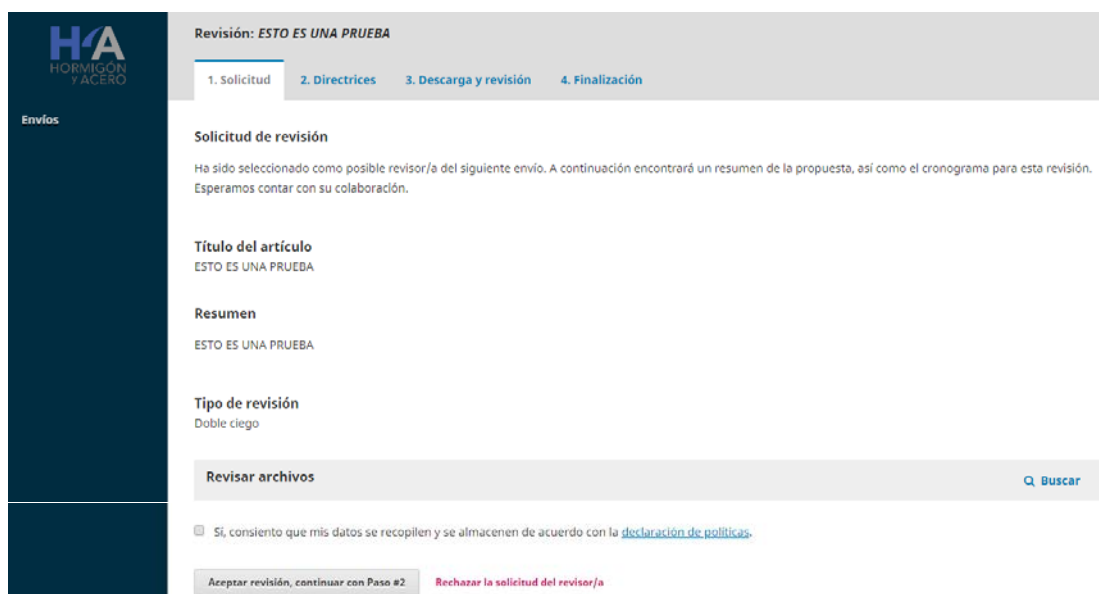 HA
HORMIGÓN
Y ACERO
Envíos
Revisión: ESTO ES UNA PRUEBA
1. Solicitud 2. Directrices 3. Descarga y revisión 4. Finalización
Solicitud de revisión
Ha sido seleccionado como posible revisor/a del siguiente envío. A continuación encontrará un resumen de la propuesta, así como el cronograma para esta revisión.
Esperamos contar con su colaboración.
Título del artículo
ESTO ES UNA PRUEBA
Resumen
ESTO ES UNA PRUEBA
Tipo de revisión
Doble ciego
Revisar archivos Buscar
Sí, consiento que mis datos se recopilen y se almacenen de acuerdo con la declaración de políticas.
Aceptar revisión, continuar con Paso #2 Rechazar la solicitud del revisor/a